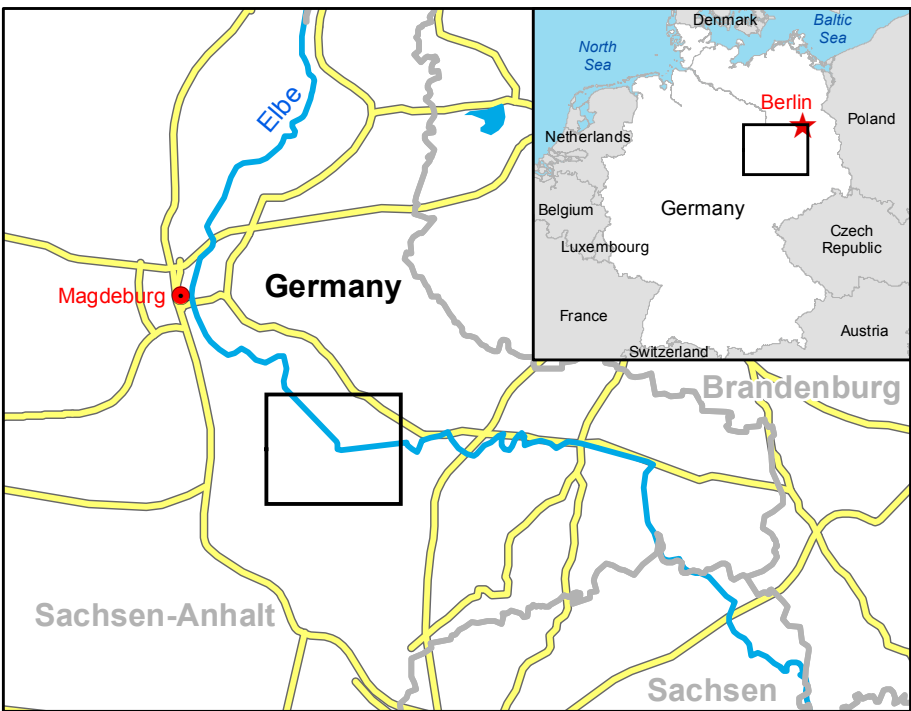 Elbe
Magdeburg
Germany
Brandenburg
Sachsen-Anhalt
Sachsen
Denmark
Baltic
Sea
North
Sea
Berlin
Poland
Netherlands
Belgium
Germany
Luxembourg
Czech
Republic
France
Austria
Switzerland